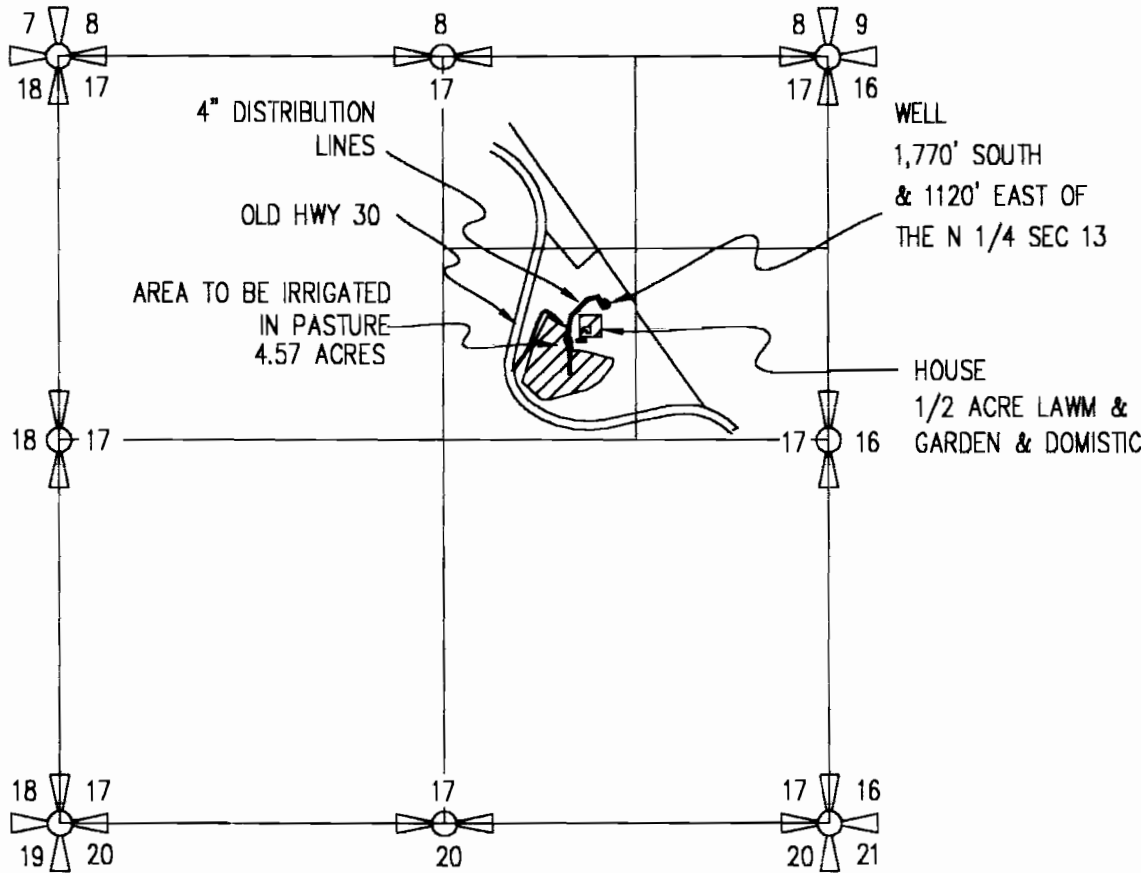 7 8
18 17
8
17
8 9
17 16
4" DISTRIBUTION
LINES
OLD HWY 30
AREA TO BE IRRIGATED
IN PASTURE
4.57 ACRES
WELL
1,770' SOUTH
& 1120' EAST OF
THE N 1/4 SEC 13
HOUSE
1/2 ACRE LAWM &
GARDEN & DOMISTIC
18 17
17 16
18 17
19 20
17
20
17 16
20 21